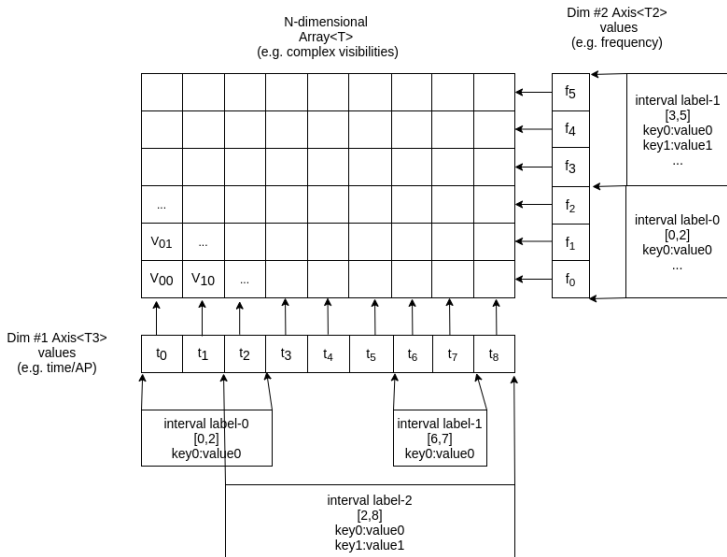 N-dimensional
Array<T>
(e.g. complex visibilities)
Dim #2 Axis<T2>
values
(e.g. frequency)
f5
f4
f3
... f2
V01 ... f1
V00 V10 ... f0
interval label-1
[3,5]
key0:value0
key1:value1
...
interval label-0
[0,2]
key0:value0
...
Dim #1 Axis<T3>
values
(e.g. time/AP)
t0 t1 t2 t3 t4 t5 t6 t7 t8
interval label-0
[0,2]
key0:value0
interval label-1
[6,7]
key0:value0
interval label-2
[2,8]
key0:value0
key1:value1